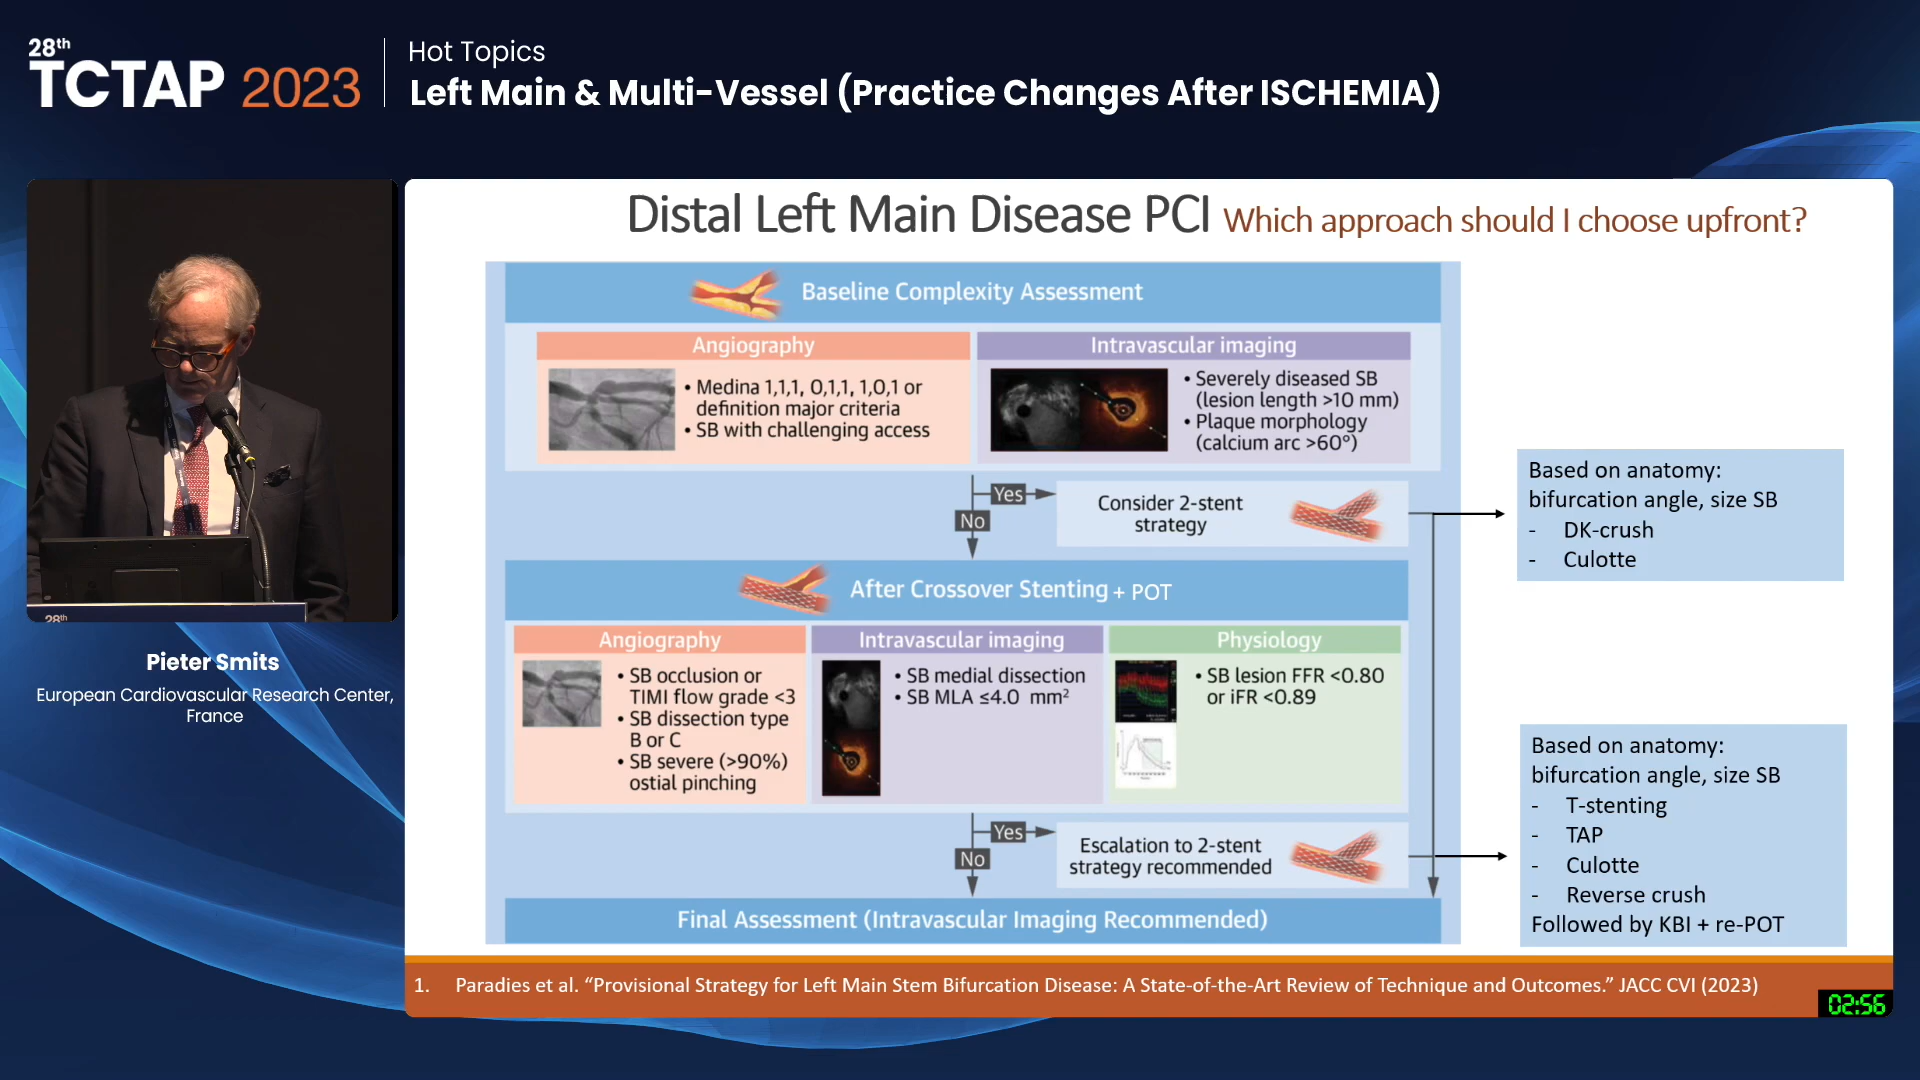 28th
TCTAP 2023
Hot Topics
Left Main & Multi-Vessel (Practice Changes After ISCHEMIA)
28th
Pieter Smits
European Cardiovascular Research Center,
France
Distal Left Main Disease PCI Which approach should I choose upfront?
Baseline Complexity Assessment
Angiography
• Medina 1,1,1, 0,1,1, 1,0,1 or
definition major criteria
• SB with challenging access
Intravascular imaging
• Severely diseased SB
(lesion length >10 mm)
• Plaque morphology
(calcium arc >60°)
Yes
No
Consider 2-stent
strategy
Based on anatomy:
bifurcation angle, size SB
- DK-crush
- Culotte
After Crossover Stenting + POT
Angiography
• SB occlusion or
TIMI flow grade <3
• SB dissection type
B or C
• SB severe (>90%)
ostial pinching
Intravascular imaging
• SB medial dissection
• SB MLA ≤4.0 mm²
Physiology
• SB lesion FFR <0.80
or iFR <0.89
Yes
No
Escalation to 2-stent
strategy recommended
Based on anatomy:
bifurcation angle, size SB
- T-stenting
- TAP
- Culotte
- Reverse crush
Followed by KBI + re-POT
Final Assessment (Intravascular Imaging Recommended)
1. Paradies et al. “Provisional Strategy for Left Main Stem Bifurcation Disease: A State-of-the-Art Review of Technique and Outcomes.” JACC CVI (2023)
02:56